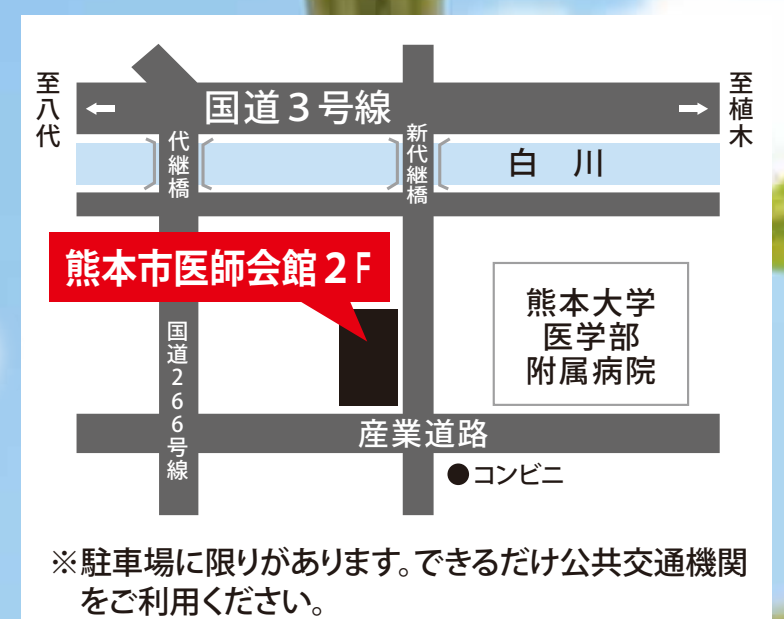 至八代
国道3号線
至植木
代継橋
新代継橋
白川
熊本市医師会館2F
国道266号線
熊本大学
医学部
附属病院
産業道路
●コンビニ
※駐車場に限りがあります。できるだけ公共交通機関
をご利用ください。